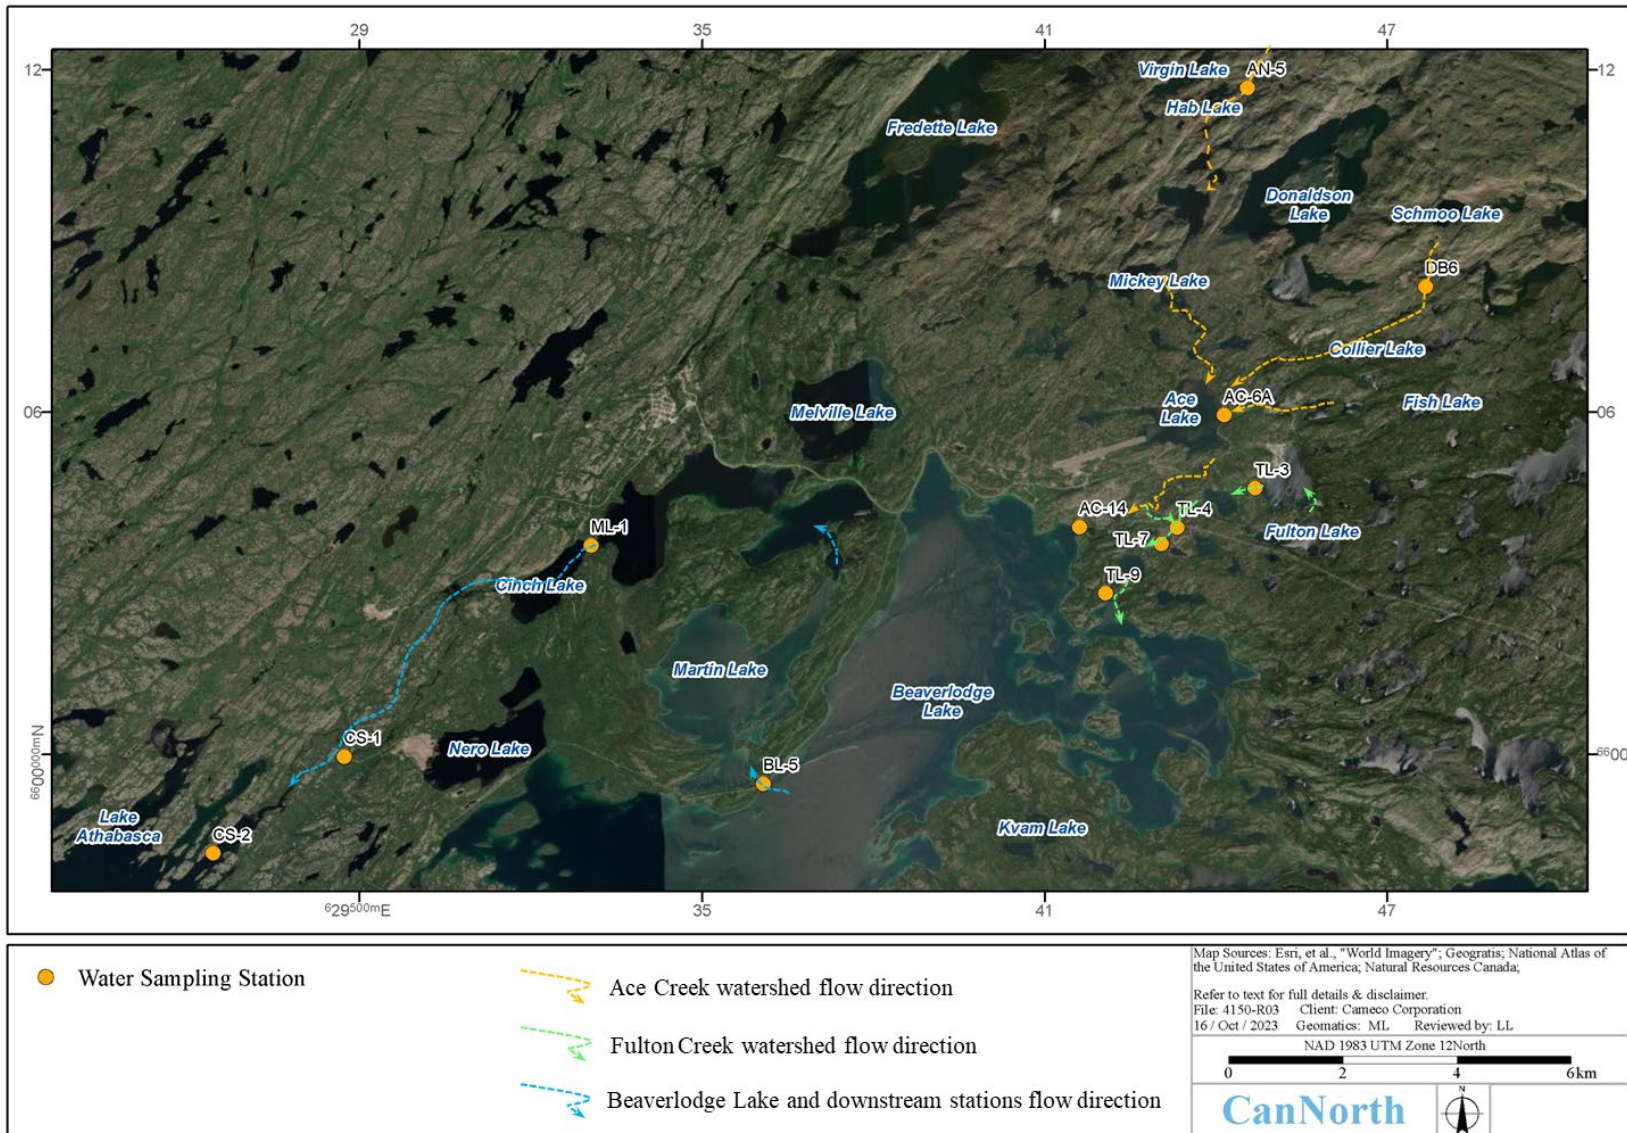 29 35 41 47
12 Virgin Lake AN-5 12
Hab Lake
Fredette Lake
Donaldson
Lake
Schmoo Lake
DB6
Mickey Lake
Collier Lake
06 Melville Lake Ace
Lake AC-6A Fish Lake 06
TL-3
ML-1 AC-14 TL-4
TL-7 Fulton Lake
Cinch Lake TL-9
Martin Lake
Beaverlodge
Lake
CS-1 Nero Lake
6600000mN BL-5 6600
Lake
Athabasca
CS-2 Kvam Lake
629500mE 35 41 47
Water Sampling Station
Ace Creek watershed flow direction
Fulton Creek watershed flow direction
Beaverlodge Lake and downstream stations flow direction
Map Sources: Esri, et al., "World Imagery"; Geogratis; National Atlas of
the United States of America; Natural Resources Canada;
Refer to text for full details & disclaimer.
File: 4150-R03 Client: Cameco Corporation
16 / Oct / 2023 Geomatics: ML Reviewed by: LL
NAD 1983 UTM Zone 12North
0 2 4 6km
CanNorth
N